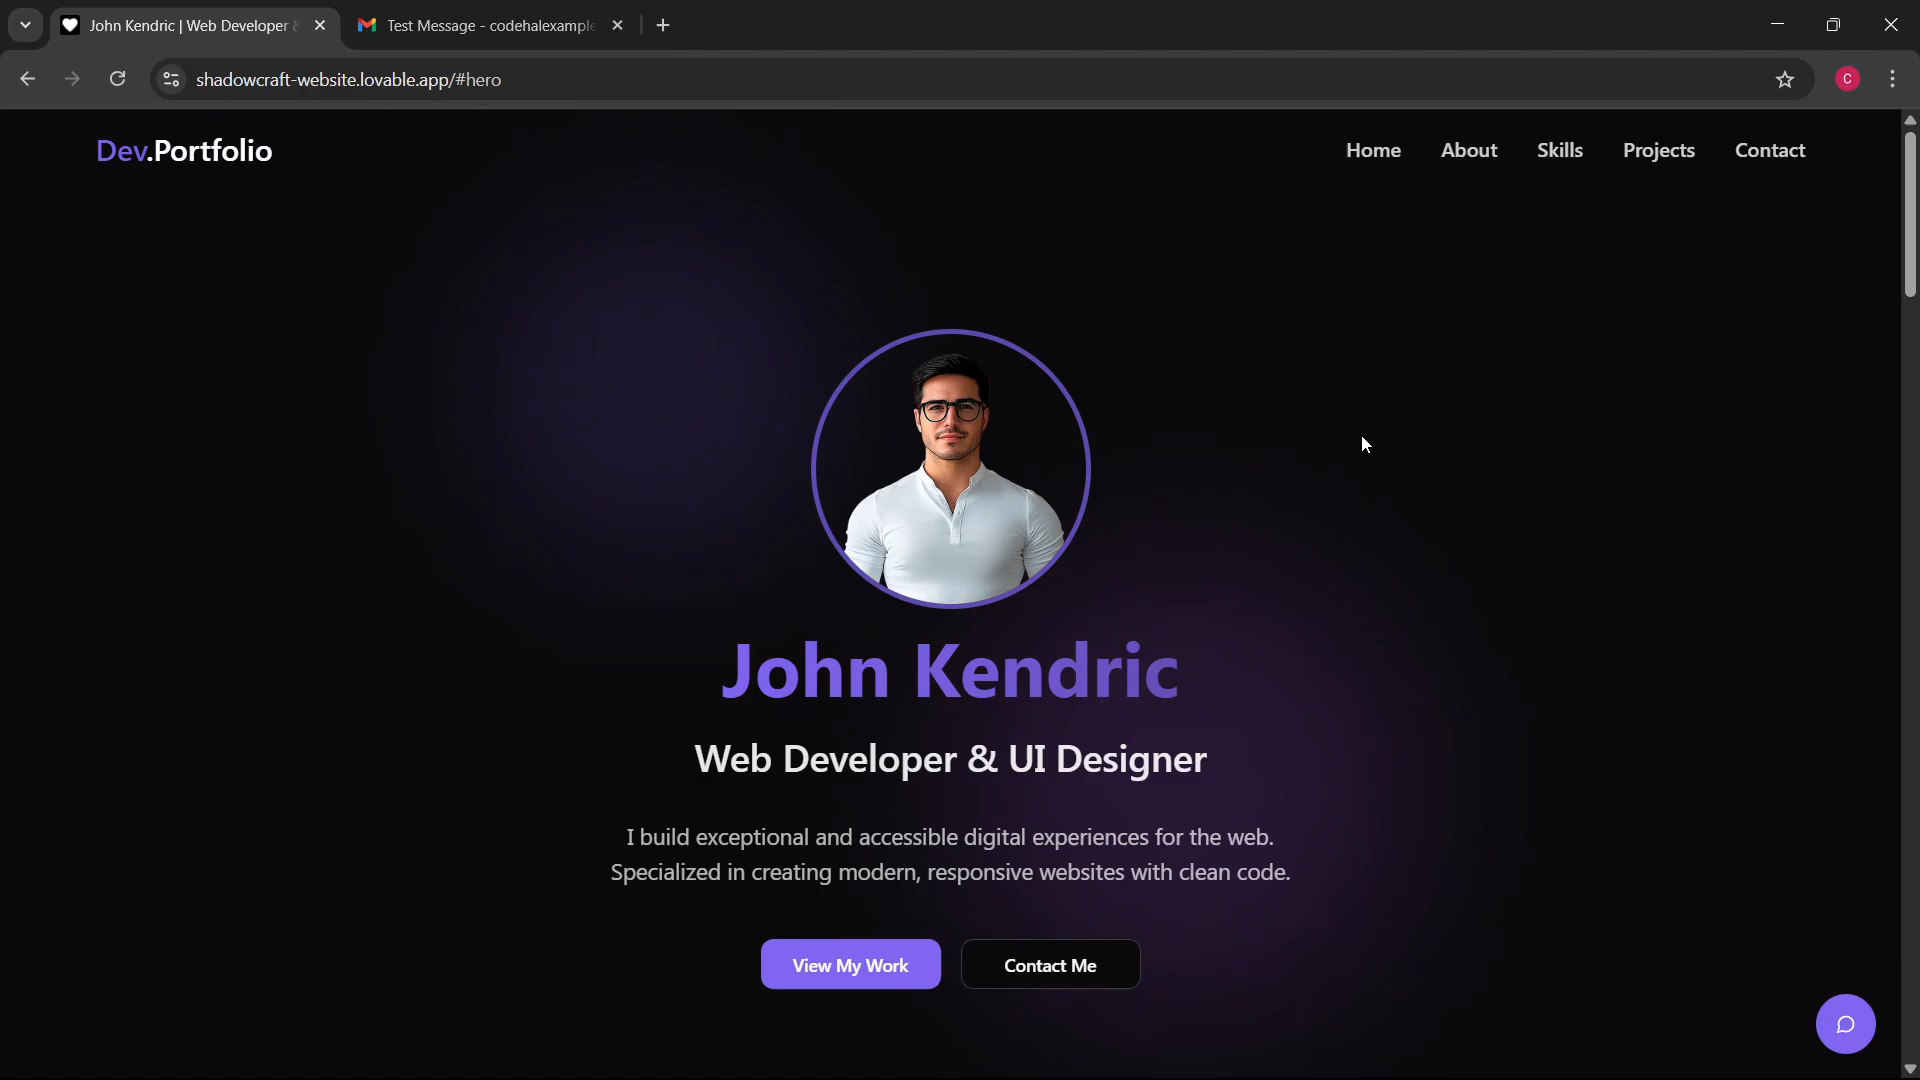 John Kendric | Web Developer &
Test Message - codehalexample
shadowcraft-website.lovable.app/#hero
C
Dev.Portfolio
Home
About
Skills
Projects
Contact
John Kendric
Web Developer & UI Designer
I build exceptional and accessible digital experiences for the web.
Specialized in creating modern, responsive websites with clean code.
View My Work
Contact Me